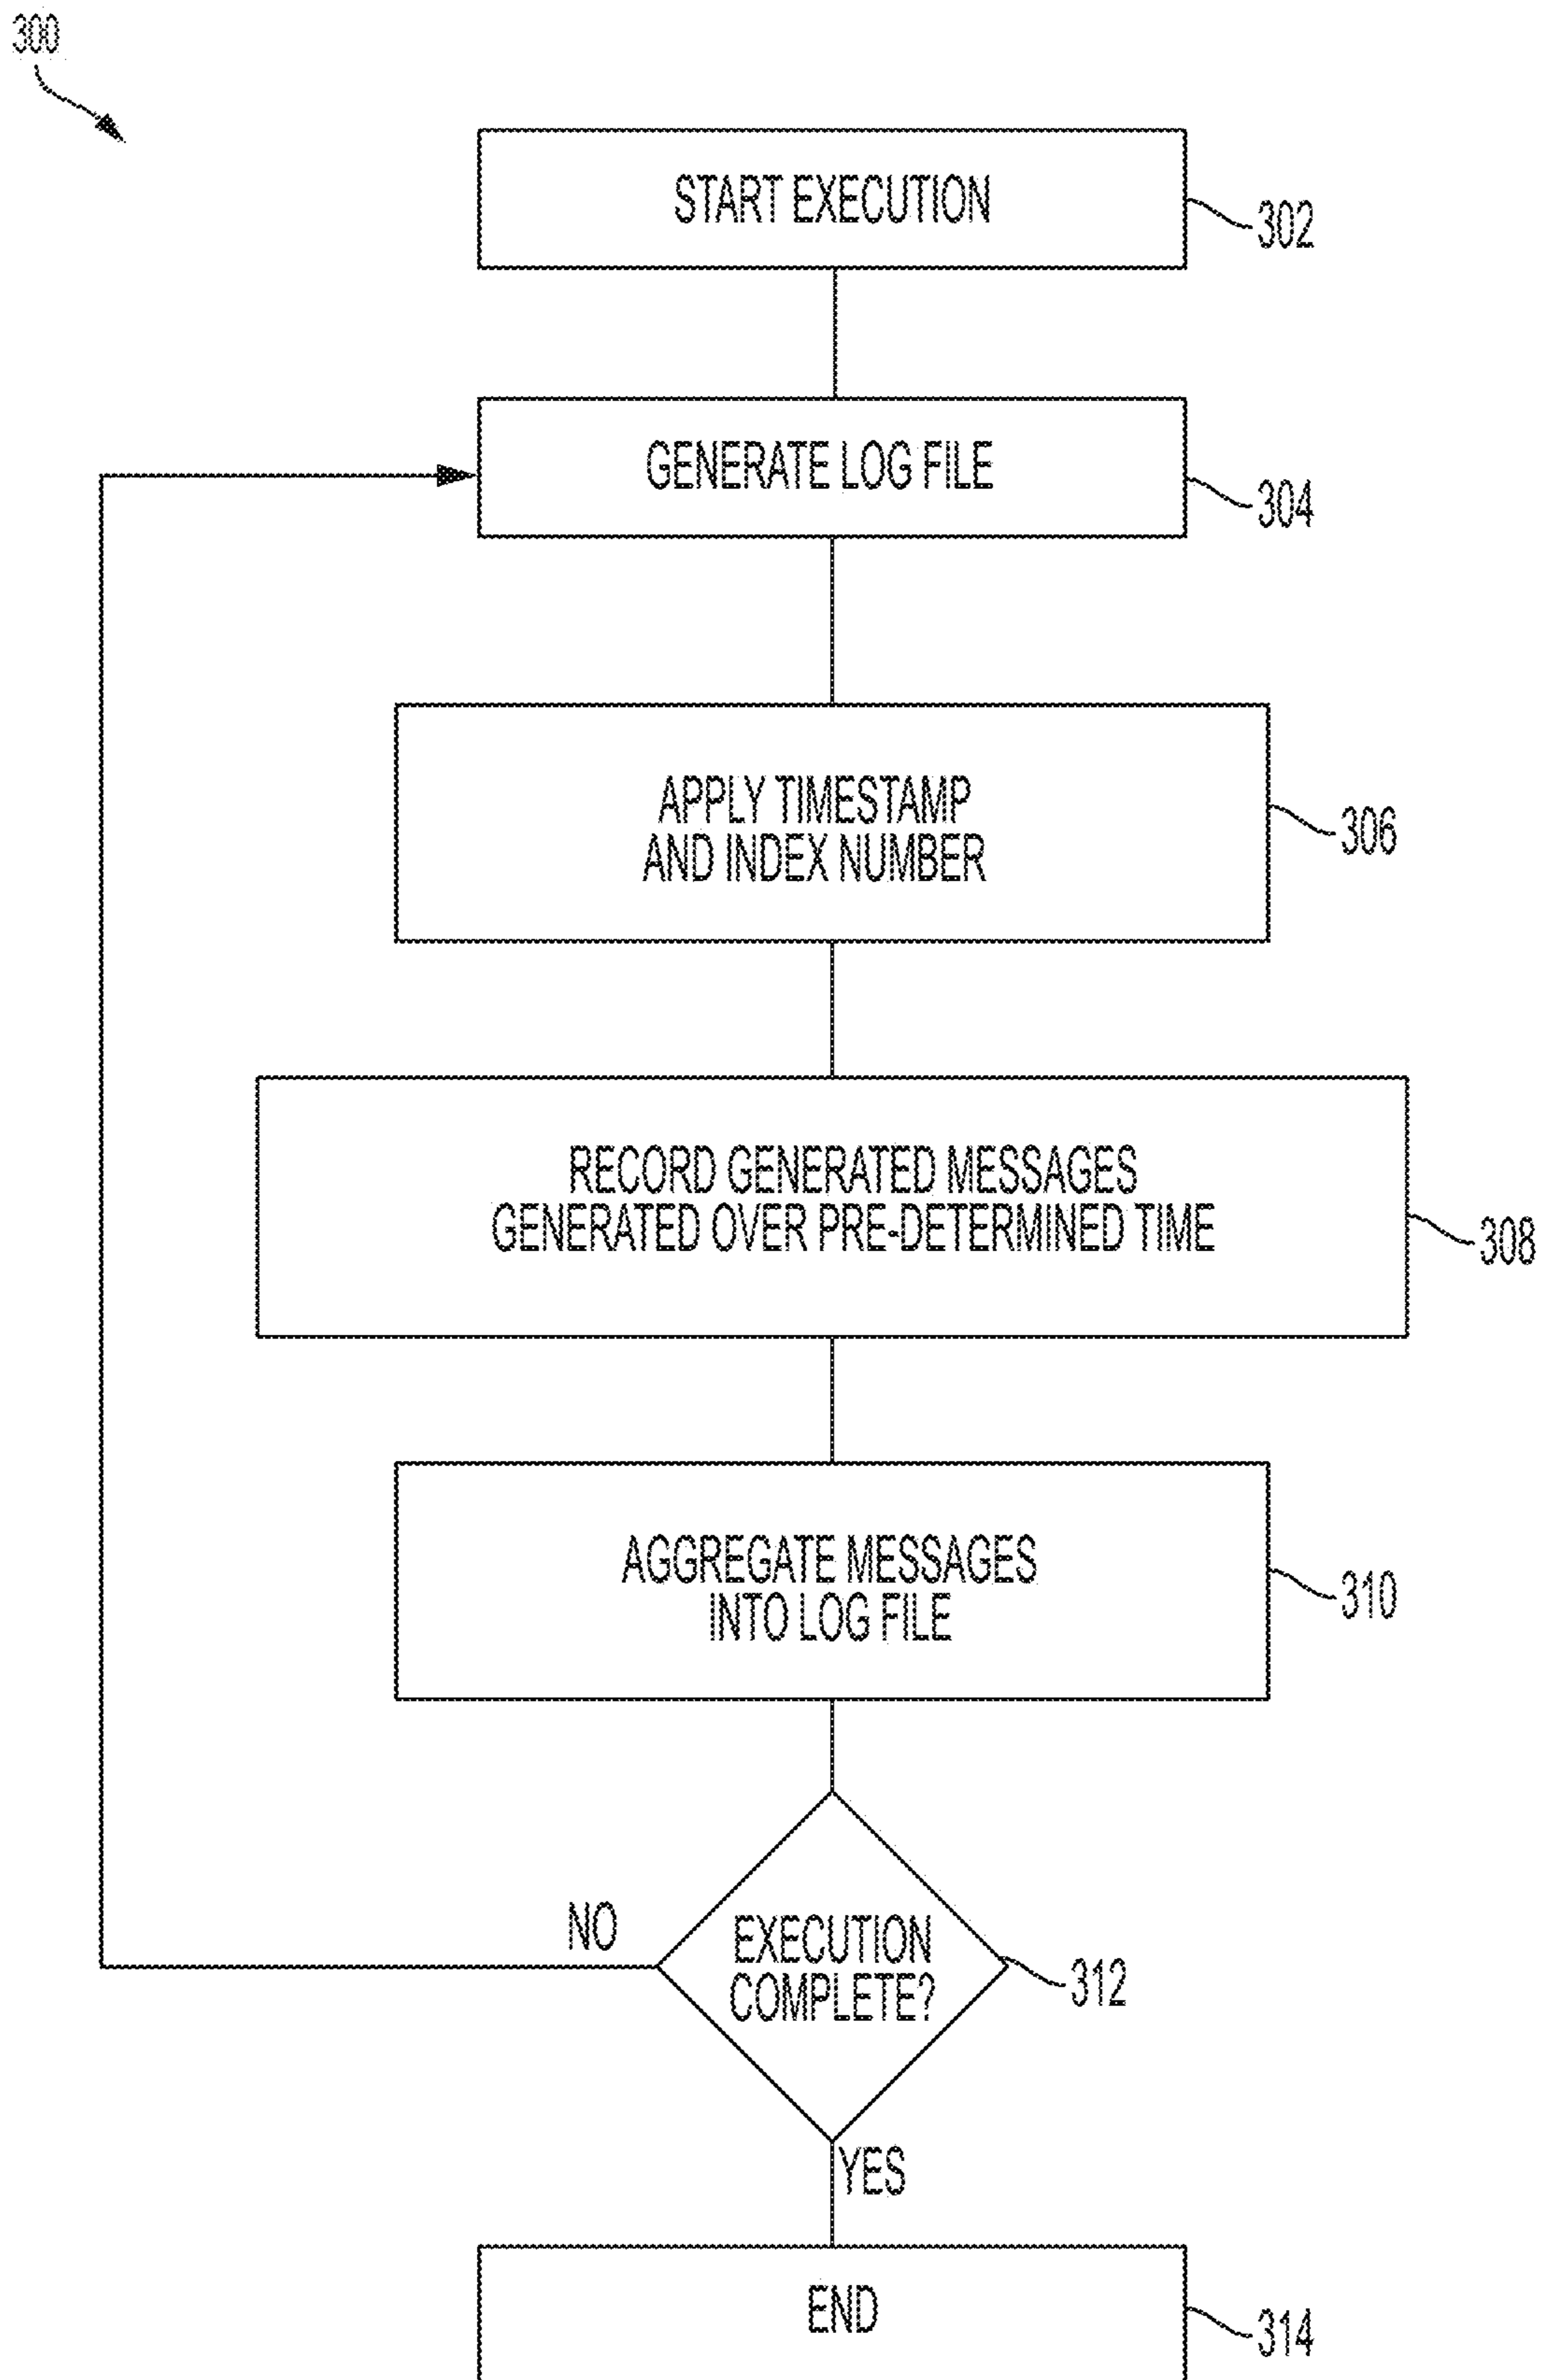 300
START EXECUTION
302
GENERATE LOG FILE
304
APPLY TIMESTAMP
AND INDEX NUMBER
306
RECORD GENERATED MESSAGES
GENERATED OVER PRE-DETERMINED TIME
308
AGGREGATE MESSAGES
INTO LOG FILE
310
NO
EXECUTION
COMPLETE?
312
YES
END
314